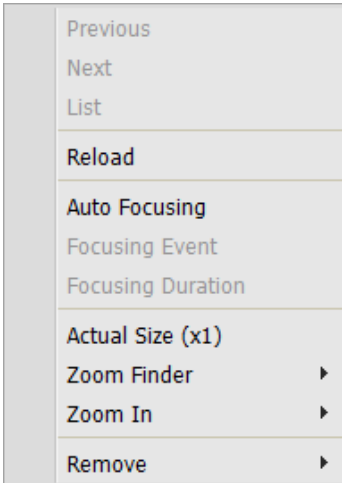 Previous
Next
List
Reload
Auto Focusing
Focusing Event
Focusing Duration
Actual Size (x1)
Zoom Finder
Zoom In
Remove